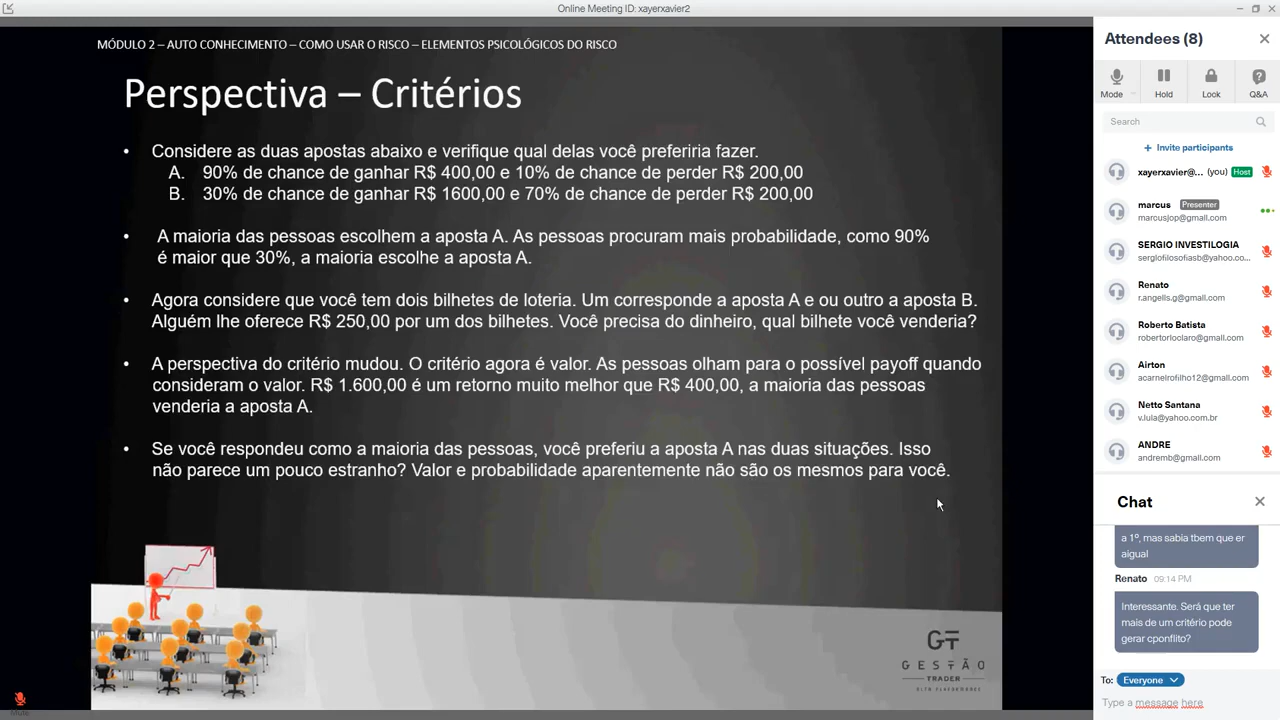 Online Meeting ID: xayerxavier2
MÓDULO 2 – AUTO CONHECIMENTO – COMO USAR O RISCO – ELEMENTOS PSICOLÓGICOS DO RISCO
Perspectiva – Critérios
• Considere as duas apostas abaixo e verifique qual delas você preferiria fazer.
A. 90% de chance de ganhar R$ 400,00 e 10% de chance de perder R$ 200,00
B. 30% de chance de ganhar R$ 1600,00 e 70% de chance de perder R$ 200,00
• A maioria das pessoas escolhem a aposta A. As pessoas procuram mais probabilidade, como 90%
é maior que 30%, a maioria escolhe a aposta A.
• Agora considere que você tem dois bilhetes de loteria. Um corresponde a aposta A e ou outro a aposta B.
Alguém lhe oferece R$ 250,00 por um dos bilhetes. Você precisa do dinheiro, qual bilhete você venderia?
• A perspectiva do critério mudou. O critério agora é valor. As pessoas olham para o possível payoff quando
consideram o valor. R$ 1.600,00 é um retorno muito melhor que R$ 400,00, a maioria das pessoas
venderia a aposta A.
• Se você respondeu como a maioria das pessoas, você preferiu a aposta A nas duas situações. Isso
não parece um pouco estranho? Valor e probabilidade aparentemente não são os mesmos para você.
GT
GESTÃO
TRADER
ALTA PLENORIDADES
Mute
Attendees (8)
Mode
Hold
Lock
Q&A
Search
+ Invite participants
xayerxavier@... (you) Host
marcus Presenter
marcusjop@gmail.com
SERGIO INVESTILOGIA
sergiofilosofiasb@yahoo.co...
Renato
r.angells.g@gmail.com
Roberto Batista
robertorloclaro@gmail.com
Airton
acarneirofilho12@gmail.com
Netto Santana
v.lula@yahoo.com.br
ANDRE
andremb@gmail.com
Chat
a 1º, mas sabia tbem que er
aigual
Renato 09:14 PM
Interessante. Será que ter
mais de um critério pode
gerar cponflito?
To: Everyone
Type a message here